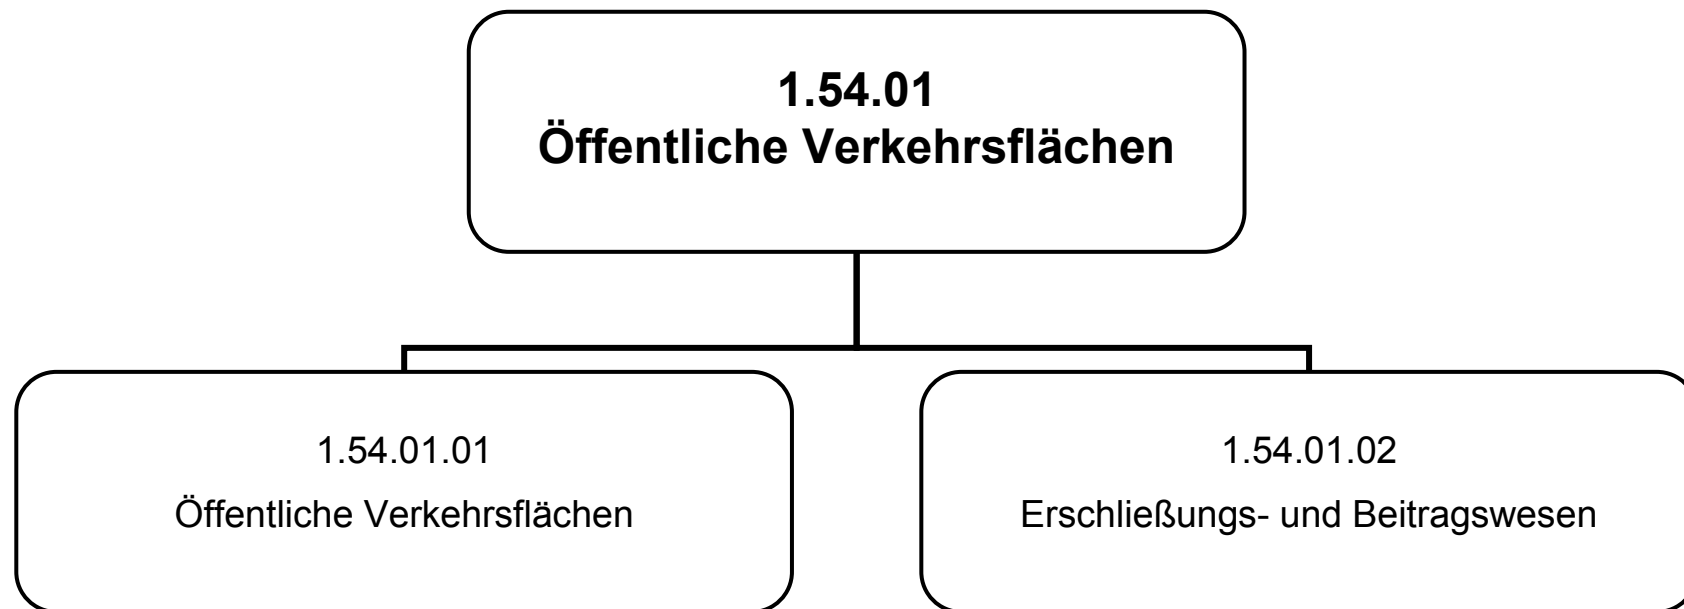 1.54.01
Öffentliche Verkehrsflächen
1.54.01.01
Öffentliche Verkehrsflächen
1.54.01.02
Erschließungs- und Beitragswesen